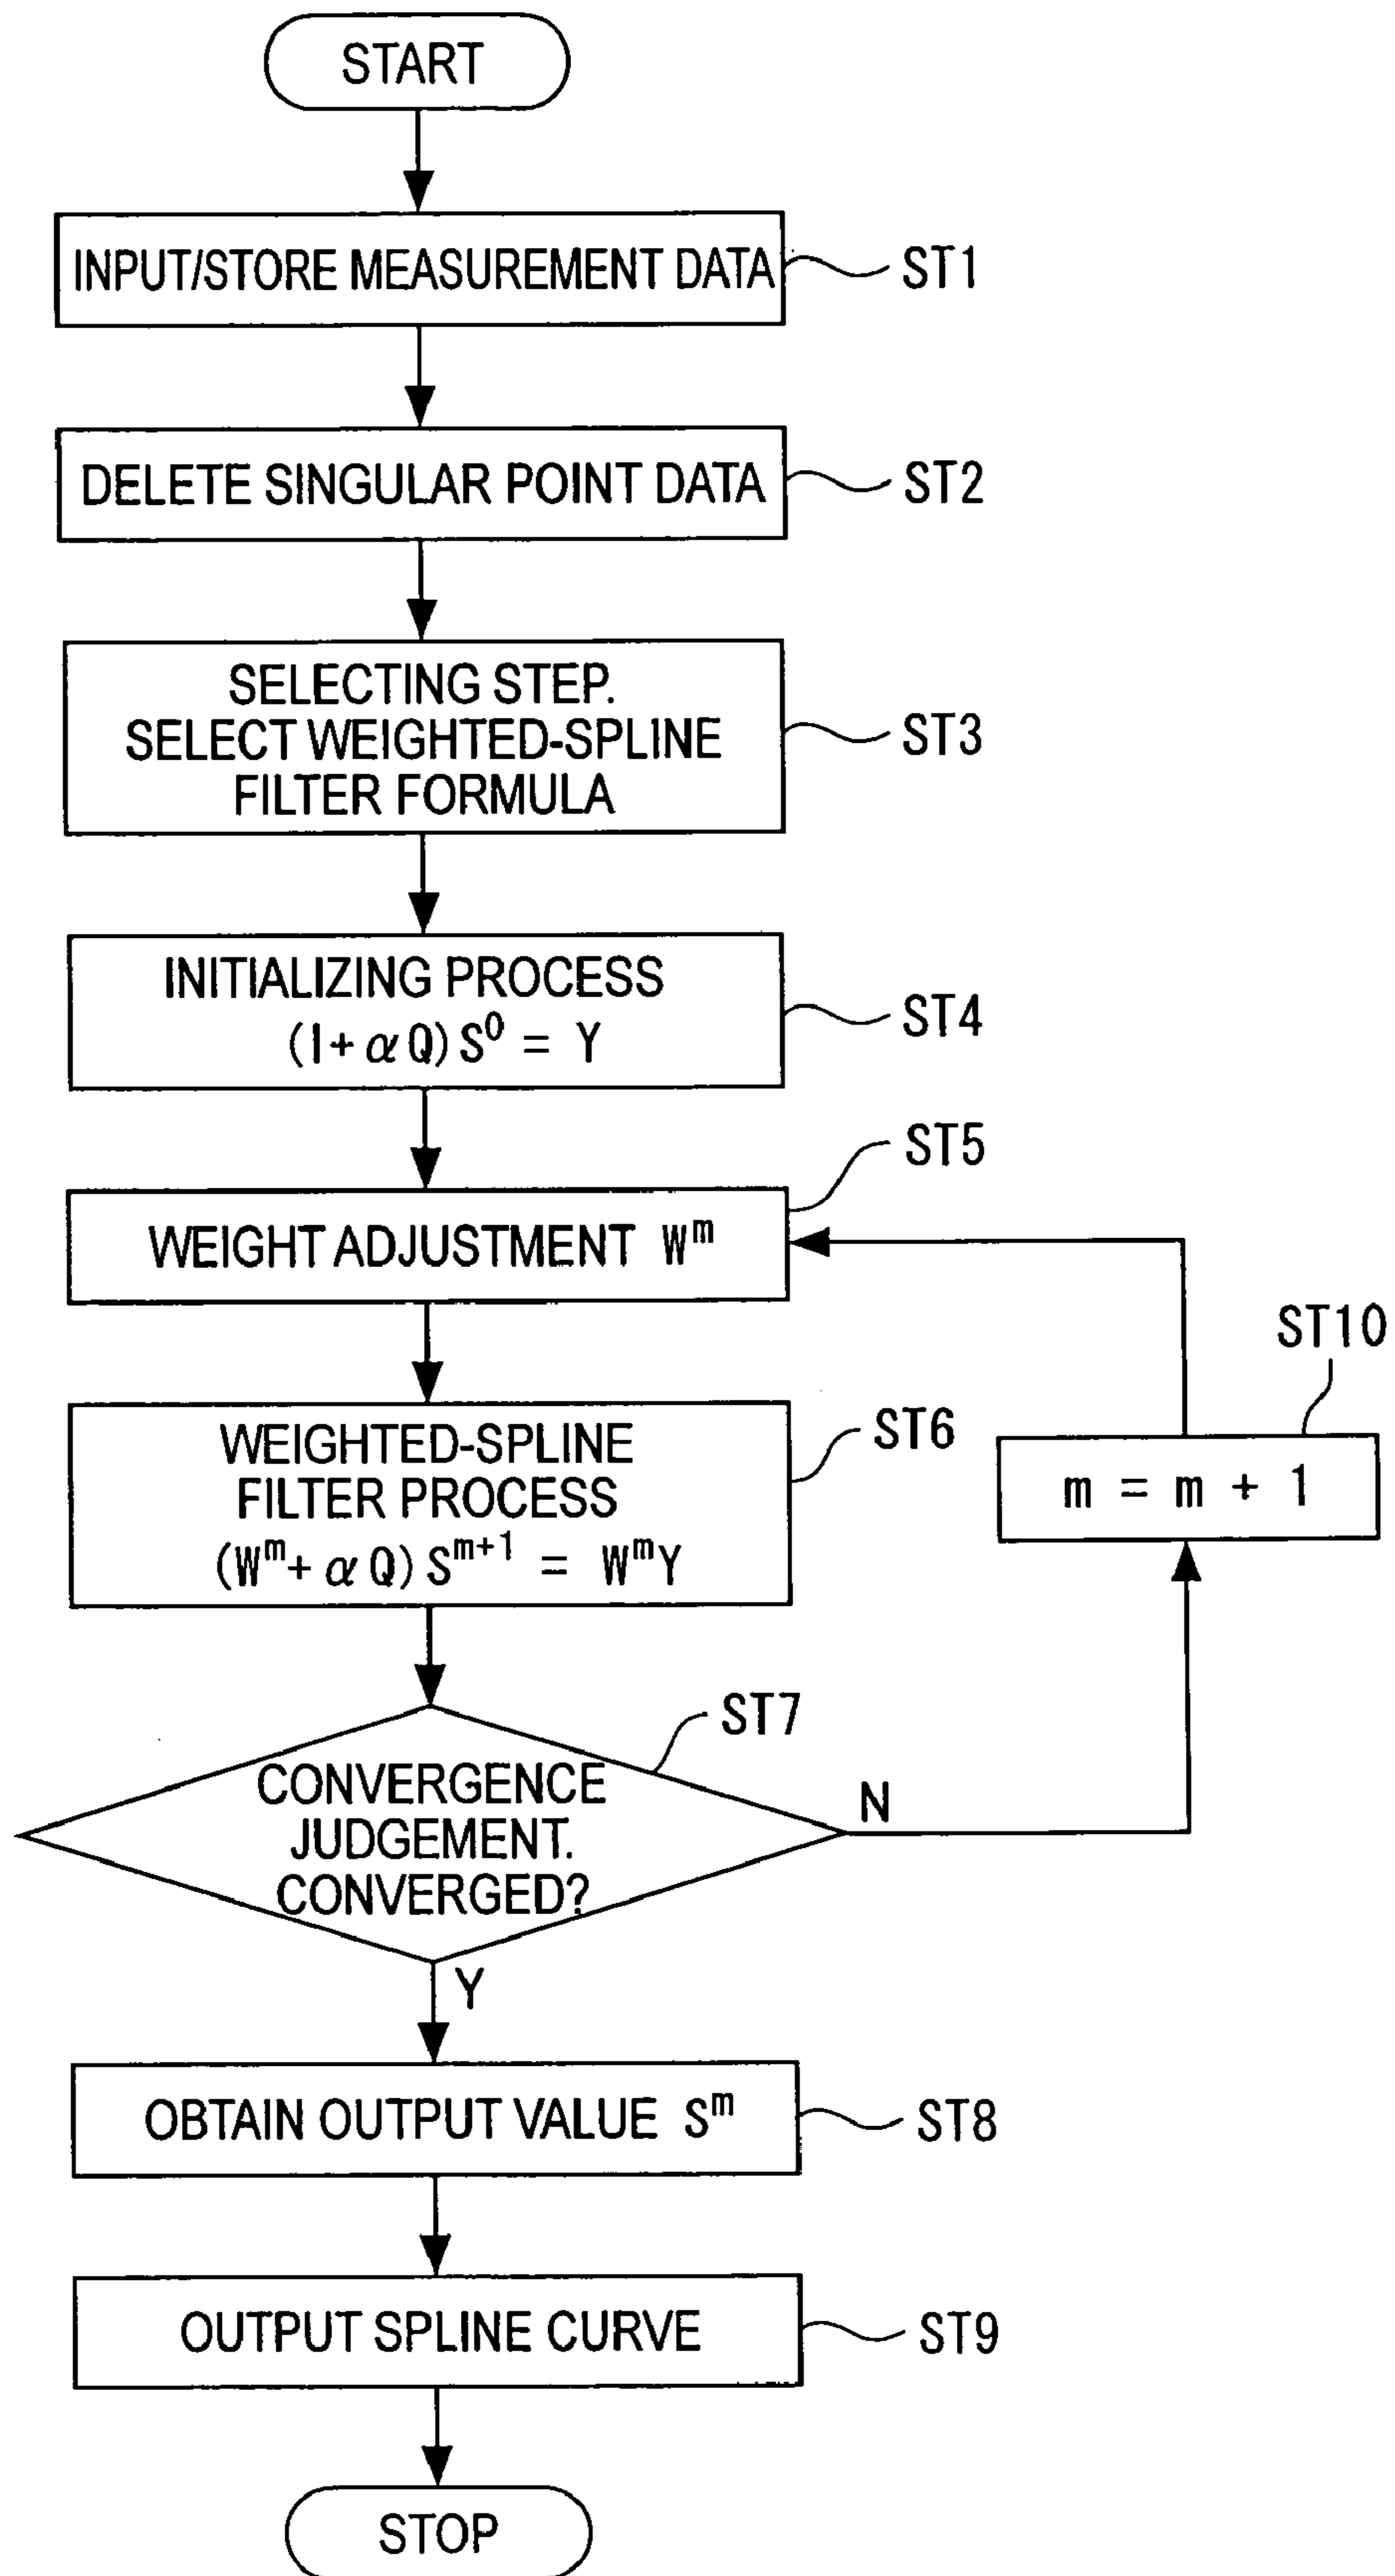 START
INPUT/STORE MEASUREMENT DATA
ST1
DELETE SINGULAR POINT DATA
ST2
SELECTING STEP.
SELECT WEIGHTED-SPLINE
FILTER FORMULA
ST3
INITIALIZING PROCESS
(I+αQ)S⁰ = Y
ST4
WEIGHT ADJUSTMENT Wᵐ
ST5
WEIGHTED-SPLINE
FILTER PROCESS
(Wᵐ+αQ)Sᵐ⁺¹ = WᵐY
ST6
ST10
m = m + 1
CONVERGENCE
JUDGEMENT.
CONVERGED?
ST7
N
Y
OBTAIN OUTPUT VALUE Sᵐ
ST8
OUTPUT SPLINE CURVE
ST9
STOP